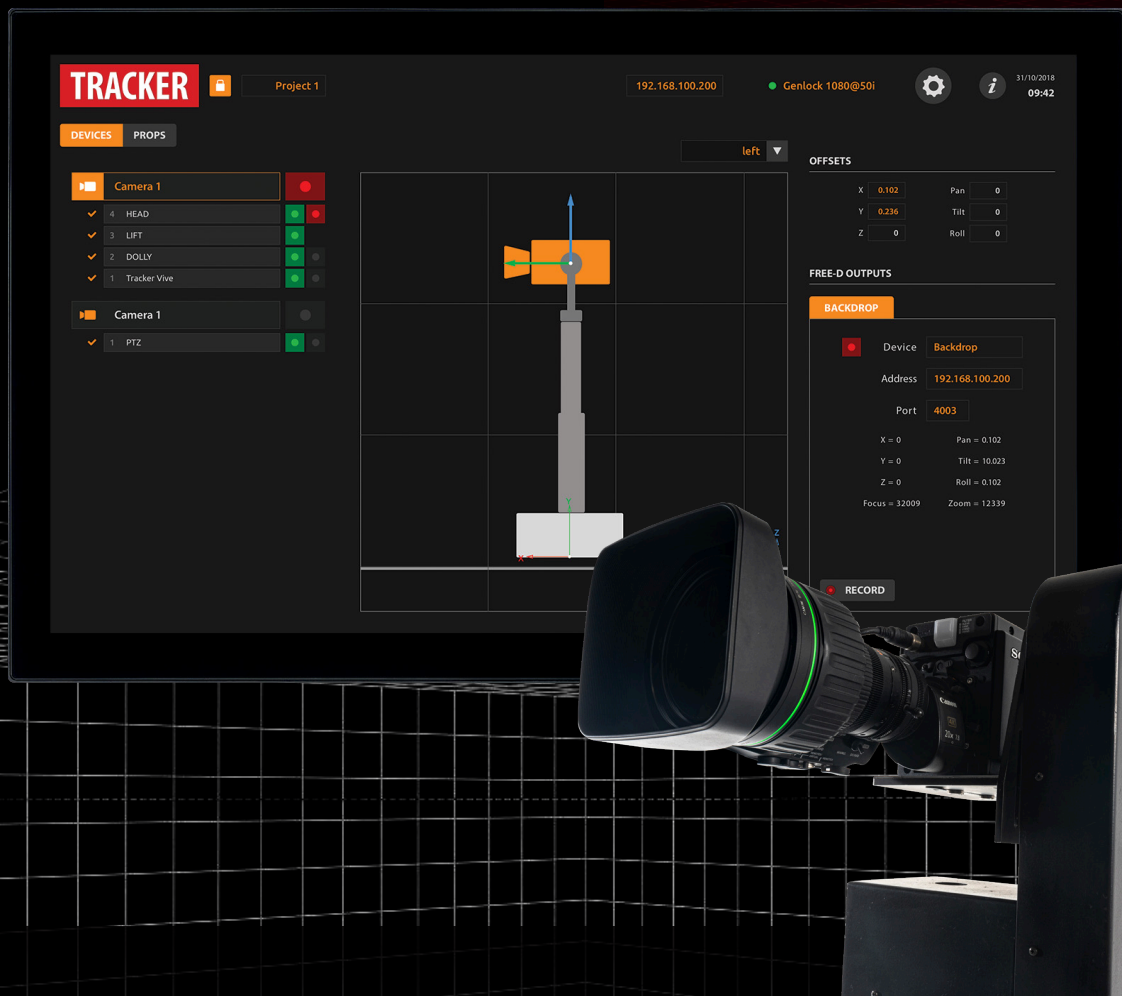 TRACKER
Project 1
192.168.100.200
Genlock 1080@50i
i
31/10/2018
09:42
DEVICES PROPS
left
Camera 1
4 HEAD
3 LIFT
2 DOLLY
1 Tracker Vive
Camera 1
1 PTZ
Y
X
Z
OFFSETS
X 0.102 Pan 0
Y 0.236 Tilt 0
Z 0 Roll 0
FREE-D OUTPUTS
BACKDROP
Device Backdrop
Address 192.168.100.200
Port 4003
X = 0 Pan = 0.102
Y = 0 Tilt = 10.023
Z = 0 Roll = 0.102
Focus = 32009 Zoom = 12339
RECORD
Canon